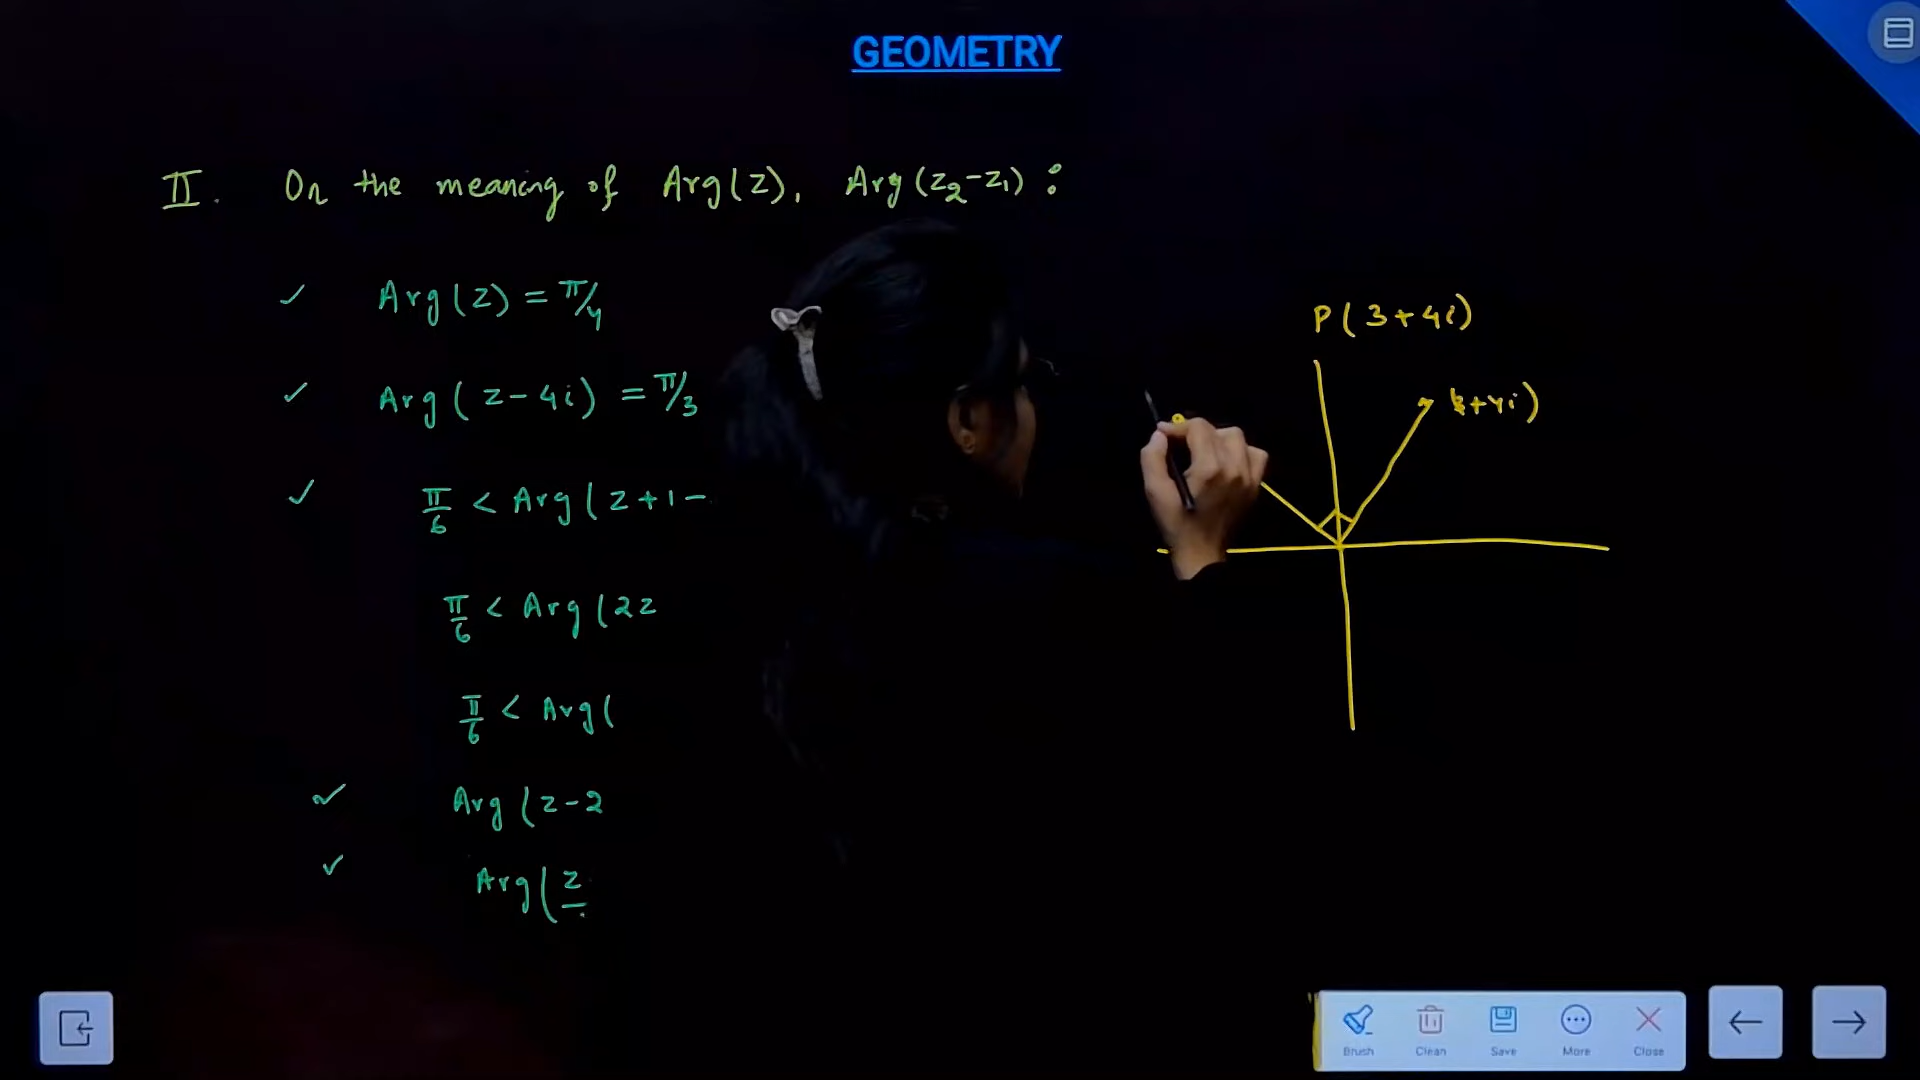 GEOMETRY
II. On the meaning of Arg(z), Arg(z₂-z₁) :
✓ Arg(z) = π/4
✓ Arg(z-4i) = π/3
✓ π/6 < Arg(z+1-
π/6 < Arg(2z
π/6 < Arg(
✓ Arg(z-2
✓ Arg(z
P(3+4i)
+4i)
Brush Clean Save More Close